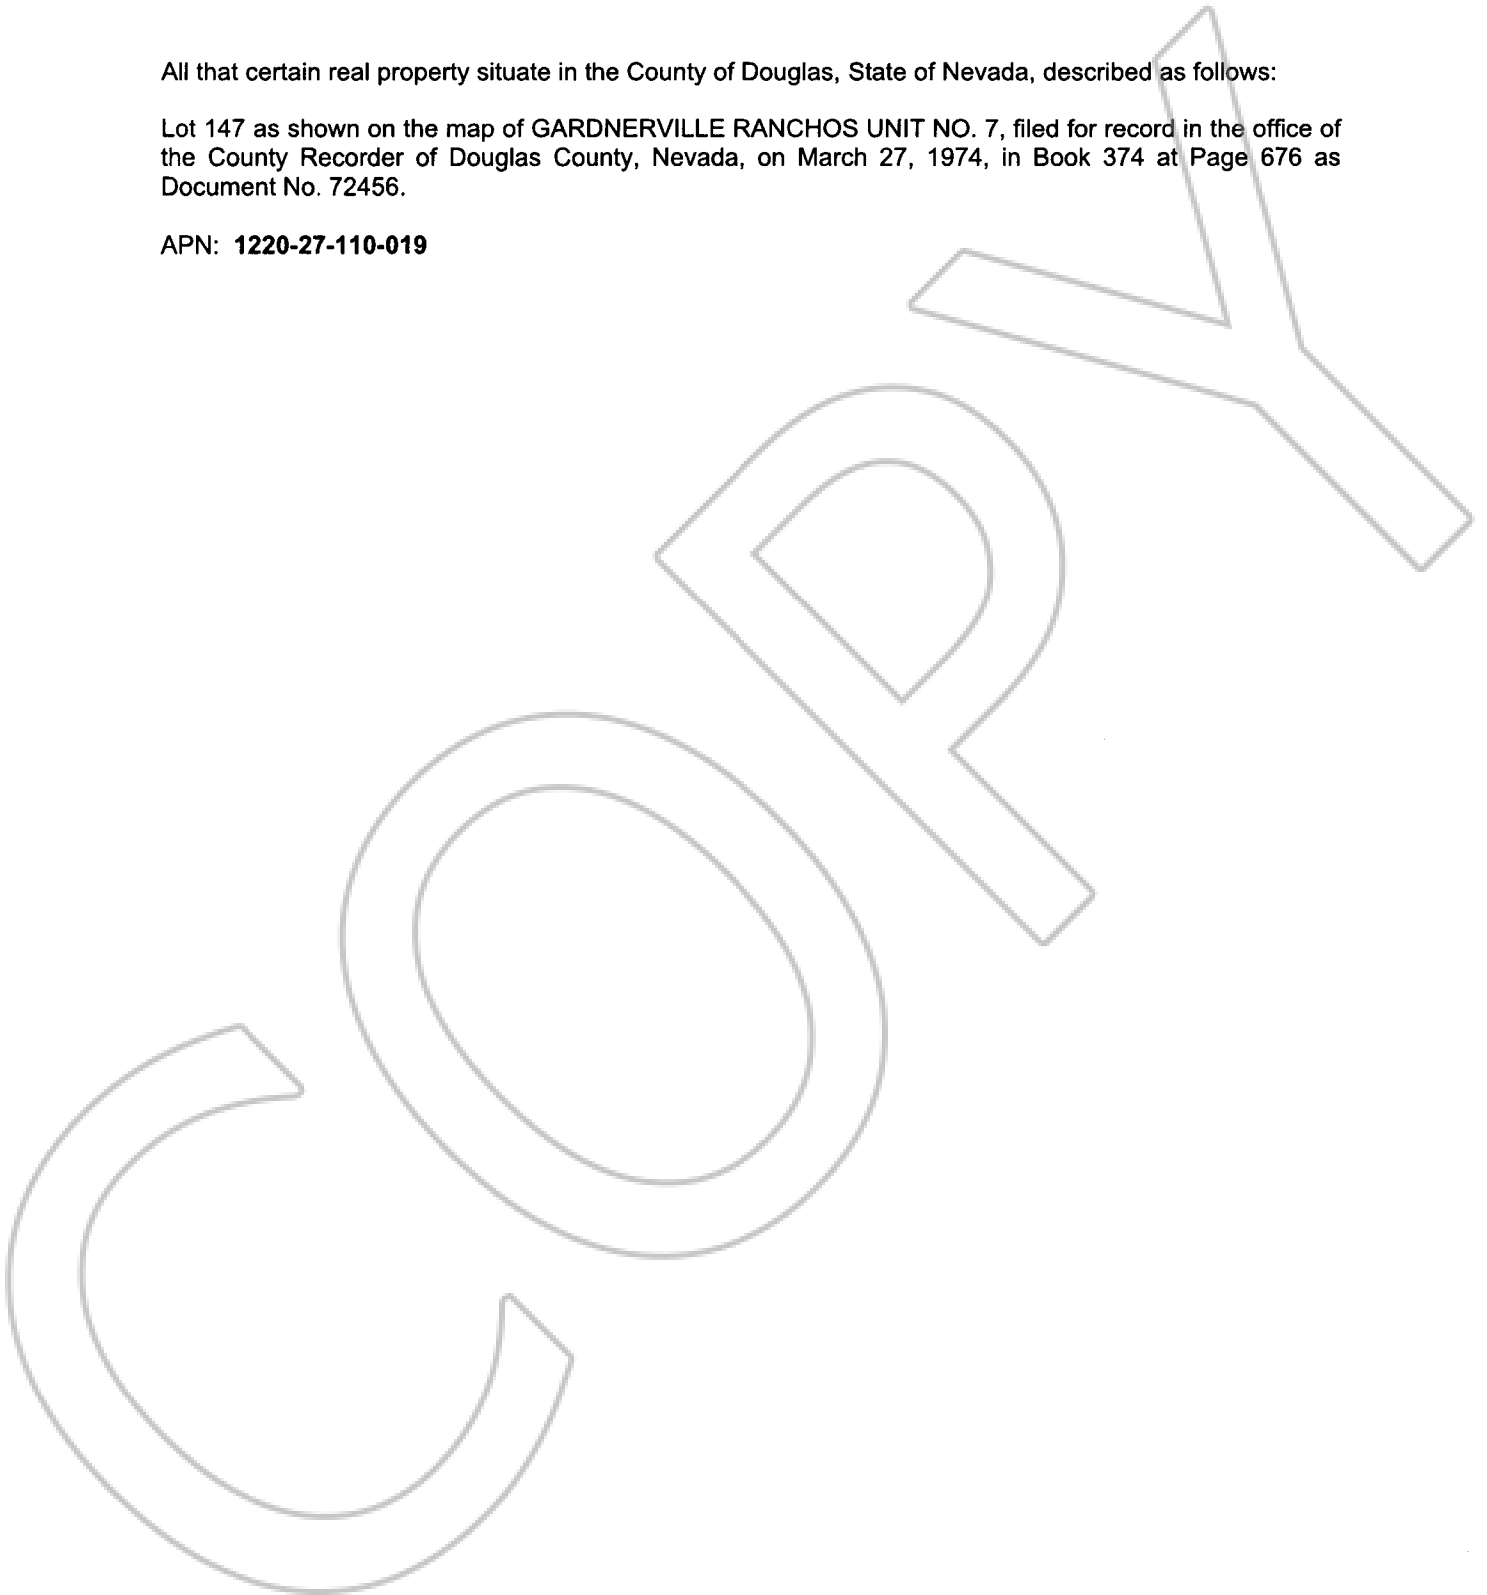 All that certain real property situate in the County of Douglas, State of Nevada, described as follows:
Lot 147 as shown on the map of GARDNERVILLE RANCHOS UNIT NO. 7, filed for record in the office of
the County Recorder of Douglas County, Nevada, on March 27, 1974, in Book 374 at Page 676 as
Document No. 72456.
APN: 1220-27-110-019
COPY